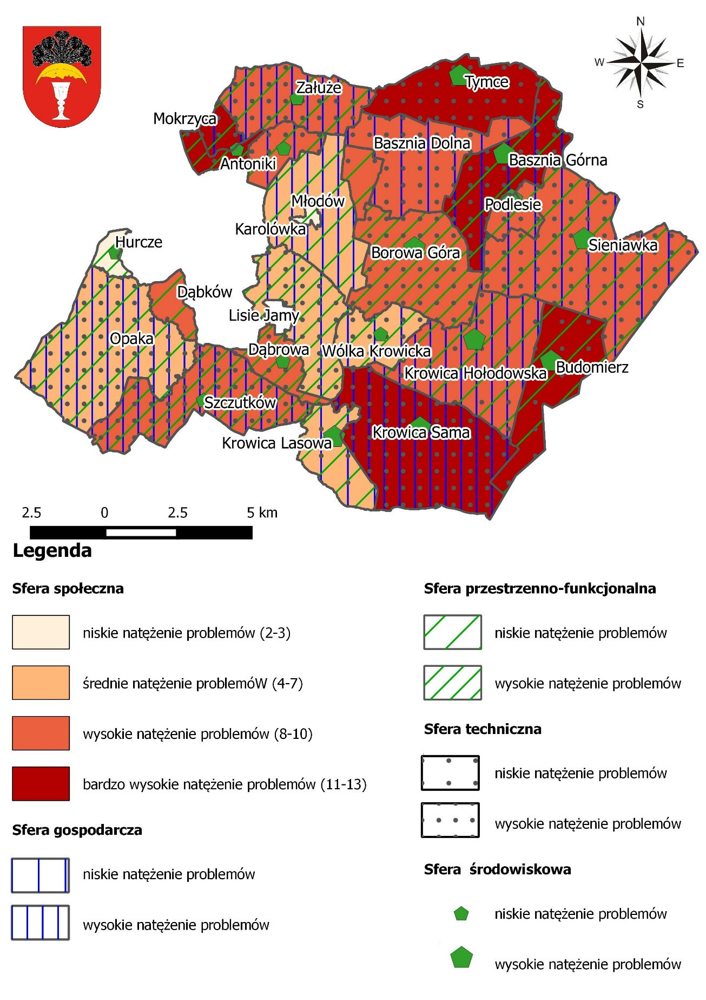 N
W
E
S
Tymce
Załuże
Mokrzyca
Basznia Dolna
Antoniki
Basznia Górna
Młodów
Podlesie
Karolówka
Hurcze
Borowa Góra
Sieniawka
Dąbków
Lisie Jamy
Opaka
Dąbrowa
Wólka Krowicka
Krowica Hołodowska
Budomierz
Szczutków
Krowica Sama
Krowica Lasowa
2.5 0 2.5 5 km
Legenda
Sfera społeczna
niskie natężenie problemów (2-3)
średnie natężenie problemóW (4-7)
wysokie natężenie problemów (8-10)
bardzo wysokie natężenie problemów (11-13)
Sfera gospodarcza
niskie natężenie problemów
wysokie natężenie problemów
Sfera przestrzenno-funkcjonalna
niskie natężenie problemów
wysokie natężenie problemów
Sfera techniczna
niskie natężenie problemów
wysokie natężenie problemów
Sfera środowiskowa
niskie natężenie problemów
wysokie natężenie problemów